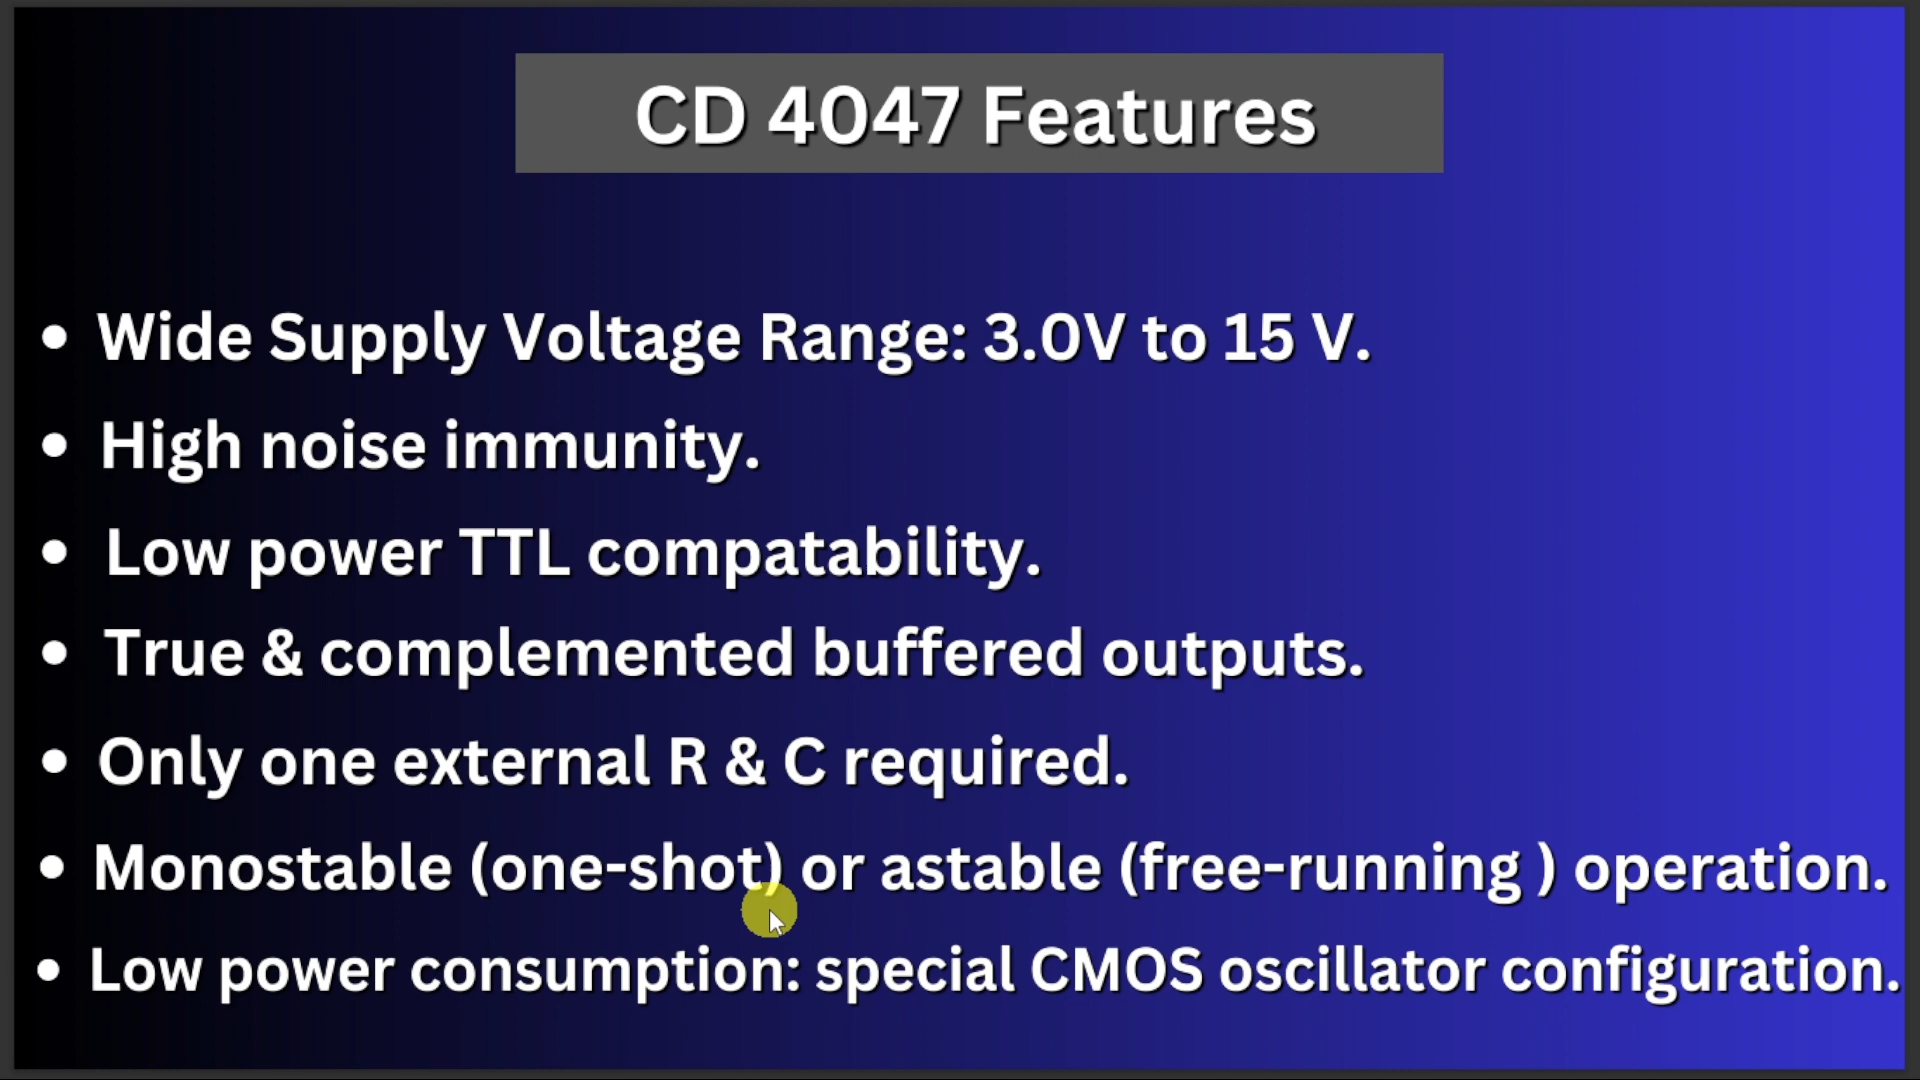 CD 4047 Features
• Wide Supply Voltage Range: 3.0V to 15 V.
• High noise immunity.
• Low power TTL compatability.
• True & complemented buffered outputs.
• Only one external R & C required.
• Monostable (one-shot) or astable (free-running ) operation.
• Low power consumption: special CMOS oscillator configuration.